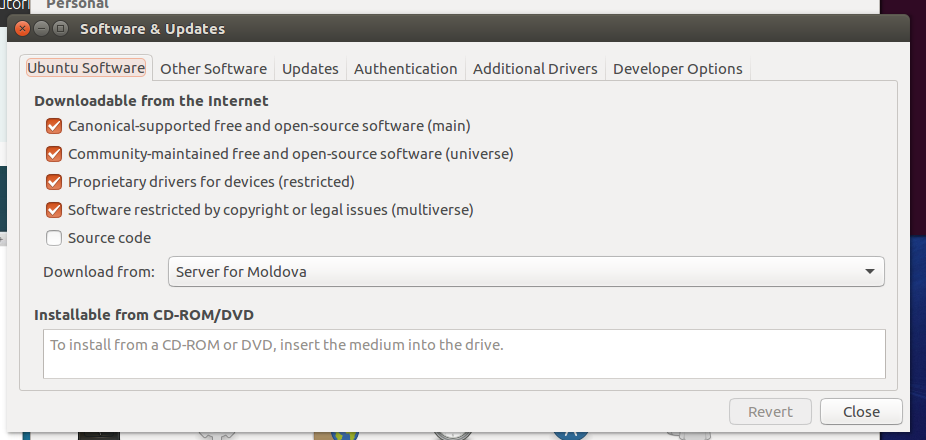 Personal
Software & Updates
Ubuntu Software Other Software Updates Authentication Additional Drivers Developer Options
Downloadable from the Internet
Canonical-supported free and open-source software (main)
Community-maintained free and open-source software (universe)
Proprietary drivers for devices (restricted)
Software restricted by copyright or legal issues (multiverse)
Source code
Download from: Server for Moldova
Installable from CD-ROM/DVD
To install from a CD-ROM or DVD, insert the medium into the drive.
Revert Close